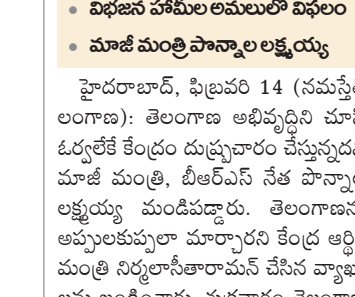 • విభజన హామీల అమలులో విఫలం
• మాజీ మంత్రి పొన్నాల లక్ష్మయ్య
హైదరాబాద్, ఫిబ్రవరి 14 (నమస్తే
లంగాణ): తెలంగాణ అభివృద్ధిని చూసి
ఓర్వలేకే కేంద్రం దుష్ప్రచారం చేస్తున్నద
మాజీ మంత్రి, బీఆర్ఎస్ నేత పొన్నాల
లక్ష్మయ్య మండిపడ్డారు. తెలంగాణను
అప్పులకుప్పలా మార్చారని కేంద్ర ఆర్థి
మంత్రి నిర్మలాసీతారామన్ చేసిన వ్యాఖ